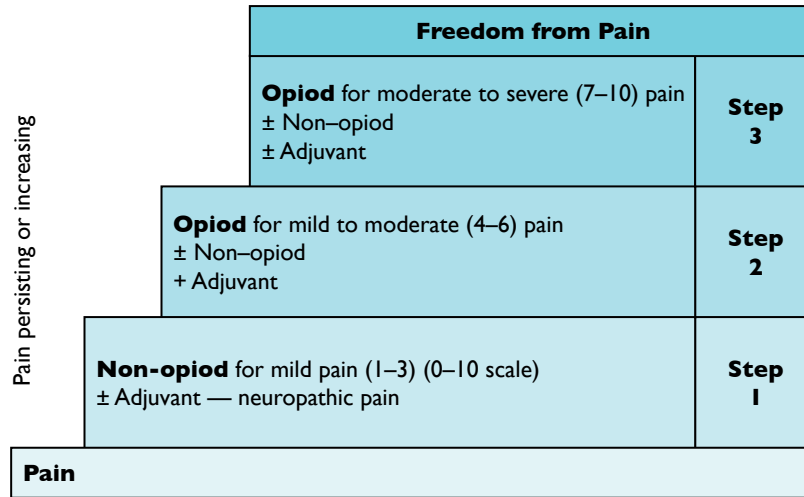 Freedom from Pain
Opiod for moderate to severe (7–10) pain
± Non–opiod
± Adjuvant
Step
3
Opiod for mild to moderate (4–6) pain
± Non–opiod
+ Adjuvant
Step
2
Non-opiod for mild pain (1–3) (0–10 scale)
± Adjuvant — neuropathic pain
Step
1
Pain
Pain persisting or increasing